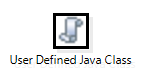 User Defined Java Class